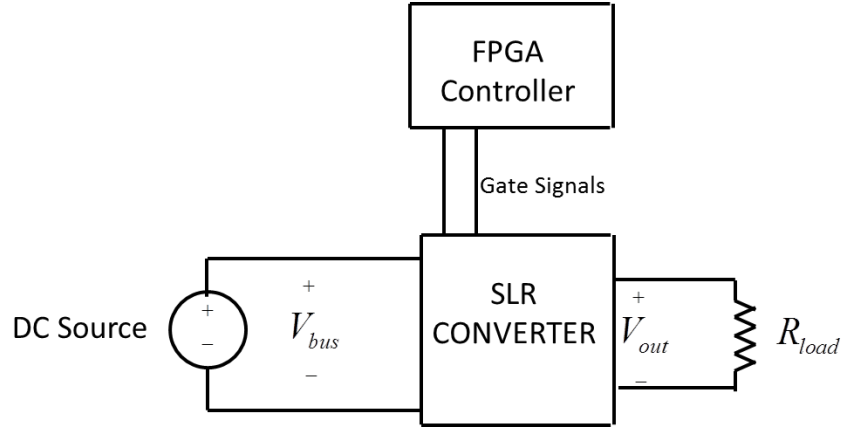 FPGA
Controller
Gate Signals
DC Source
+
−
+
V_bus
−
SLR
CONVERTER
+
V_out
−
R_load